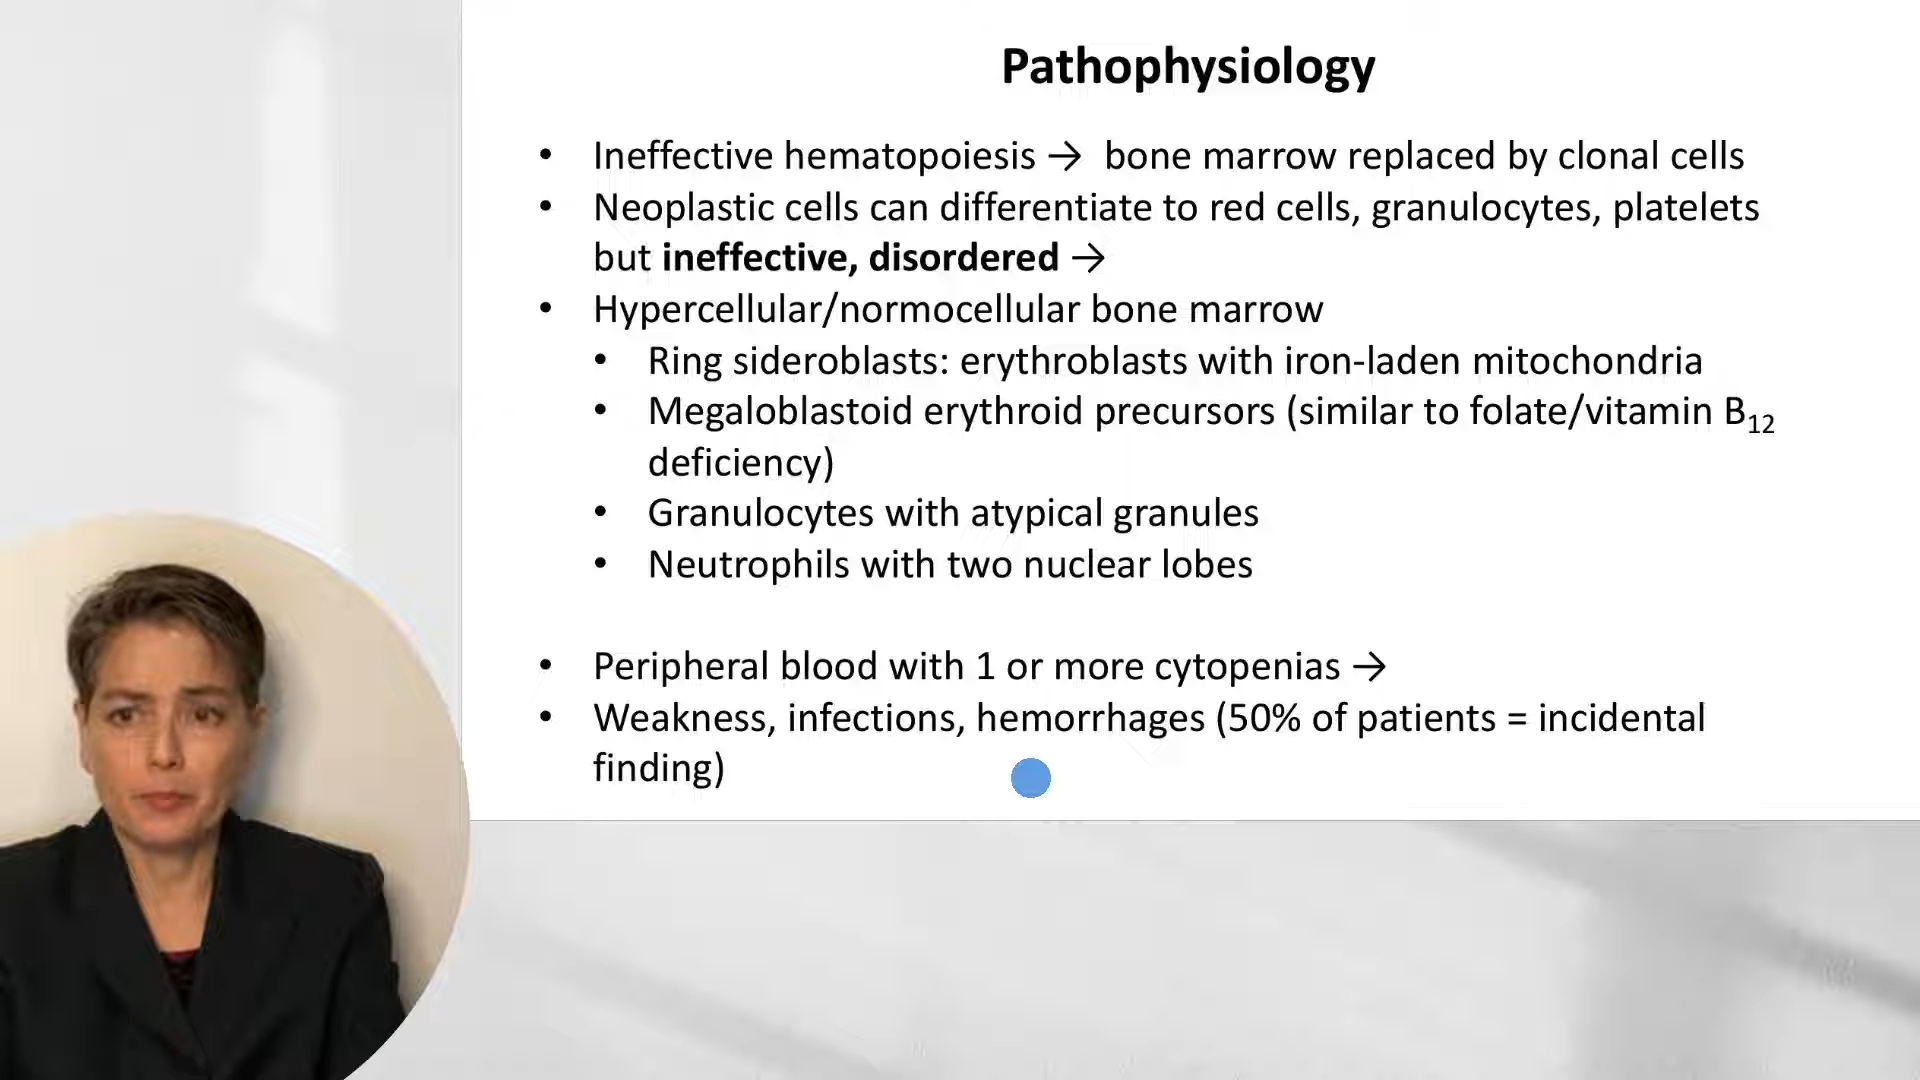 Pathophysiology
• Ineffective hematopoiesis → bone marrow replaced by clonal cells
• Neoplastic cells can differentiate to red cells, granulocytes, platelets
but ineffective, disordered →
• Hypercellular/normocellular bone marrow
• Ring sideroblasts: erythroblasts with iron-laden mitochondria
• Megaloblastoid erythroid precursors (similar to folate/vitamin B₁₂
deficiency)
• Granulocytes with atypical granules
• Neutrophils with two nuclear lobes
• Peripheral blood with 1 or more cytopenias →
• Weakness, infections, hemorrhages (50% of patients = incidental
finding)